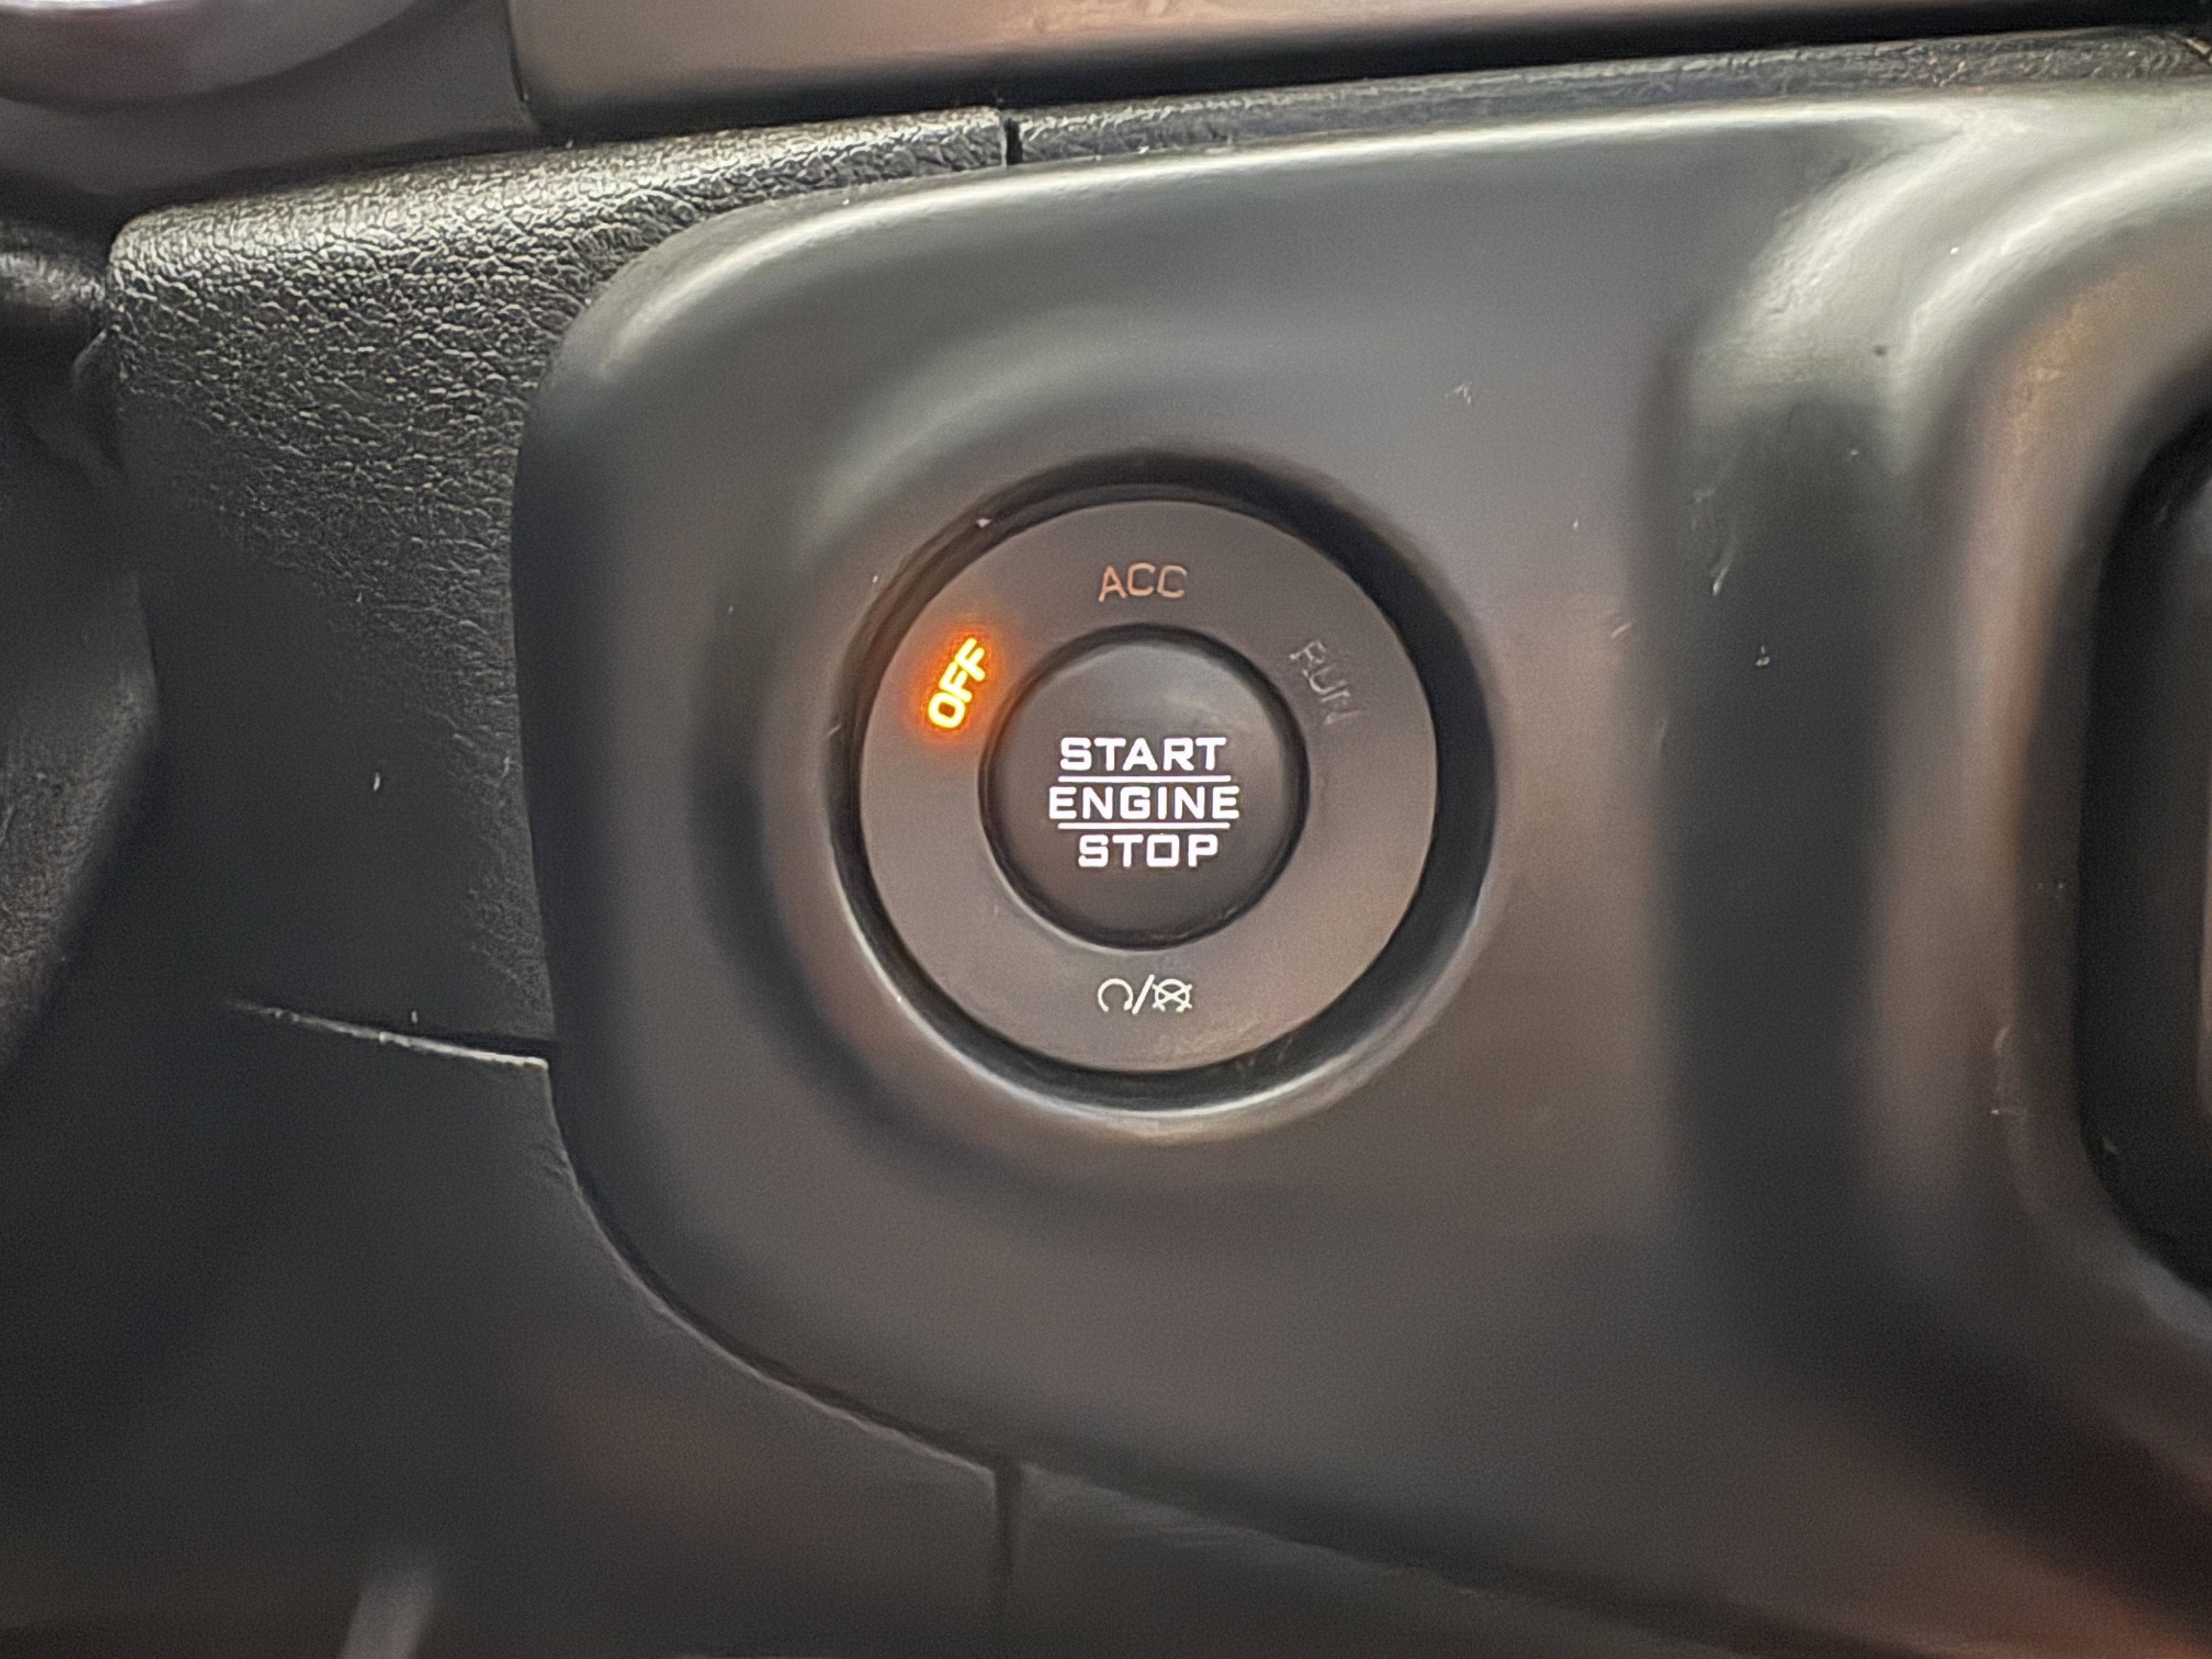 ACC
OFF
RUN
START
ENGINE
STOP